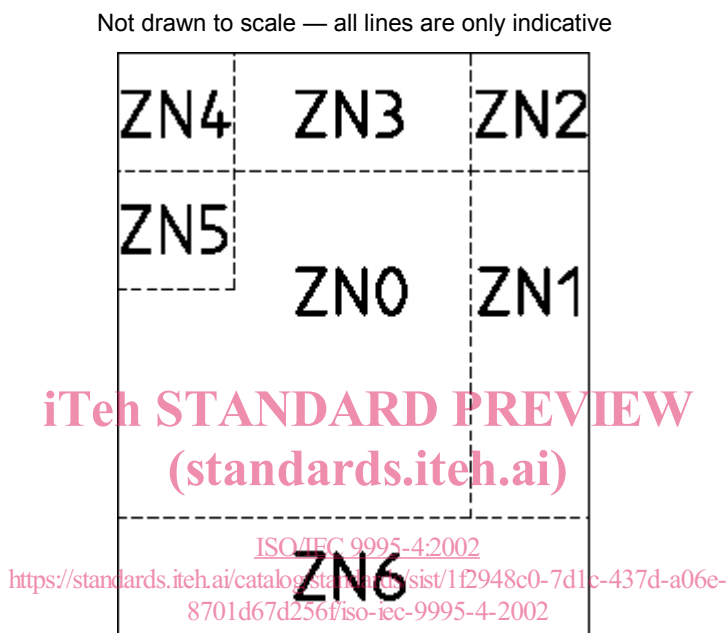 Not drawn to scale — all lines are only indicative
ZN4 ZN3 ZN2
ZN5
ZN0 ZN1
iTeh STANDARD PREVIEW
(standards.iteh.ai)
ISO/IEC 9995-4:2002
ZN6
https://standards.iteh.ai/catalog/standards/sist/1f2948c0-7d1c-437d-a06e-
8701d67d256f/iso-iec-9995-4-2002